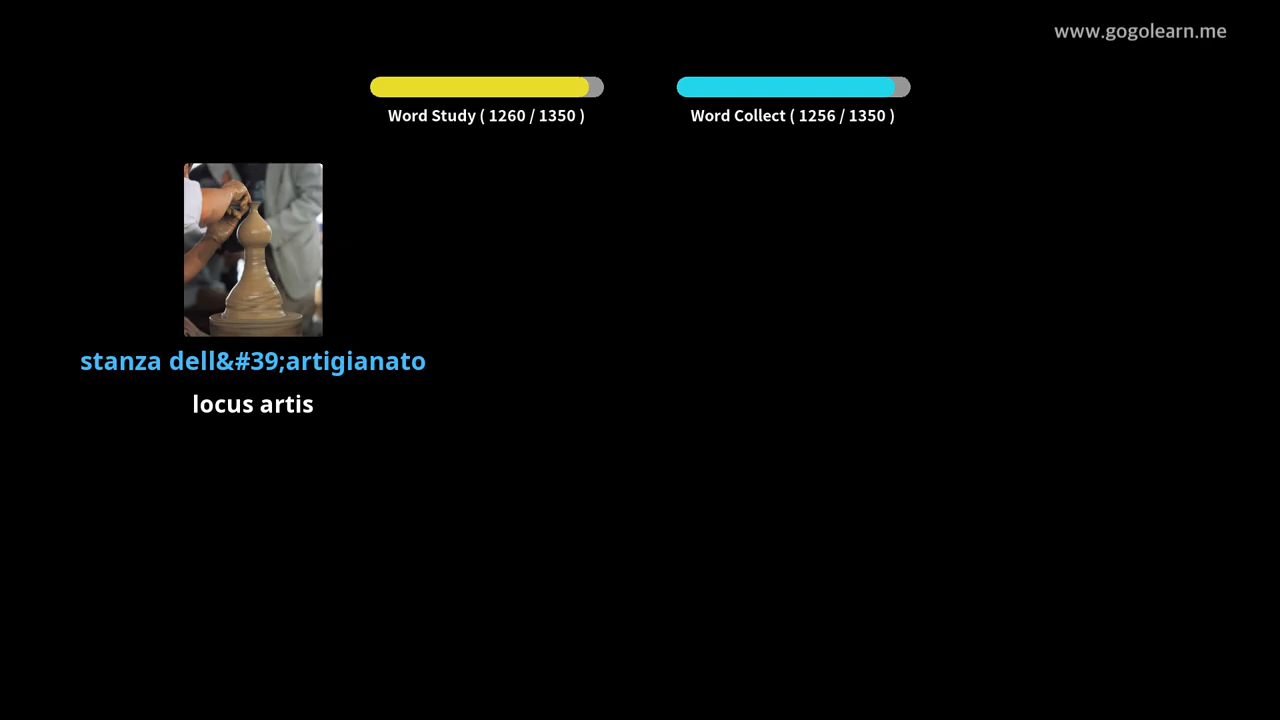 www.gogolearn.me
Word Study ( 1260 / 1350 )
Word Collect ( 1256 / 1350 )
stanza dell&#39;artigianato
locus artis